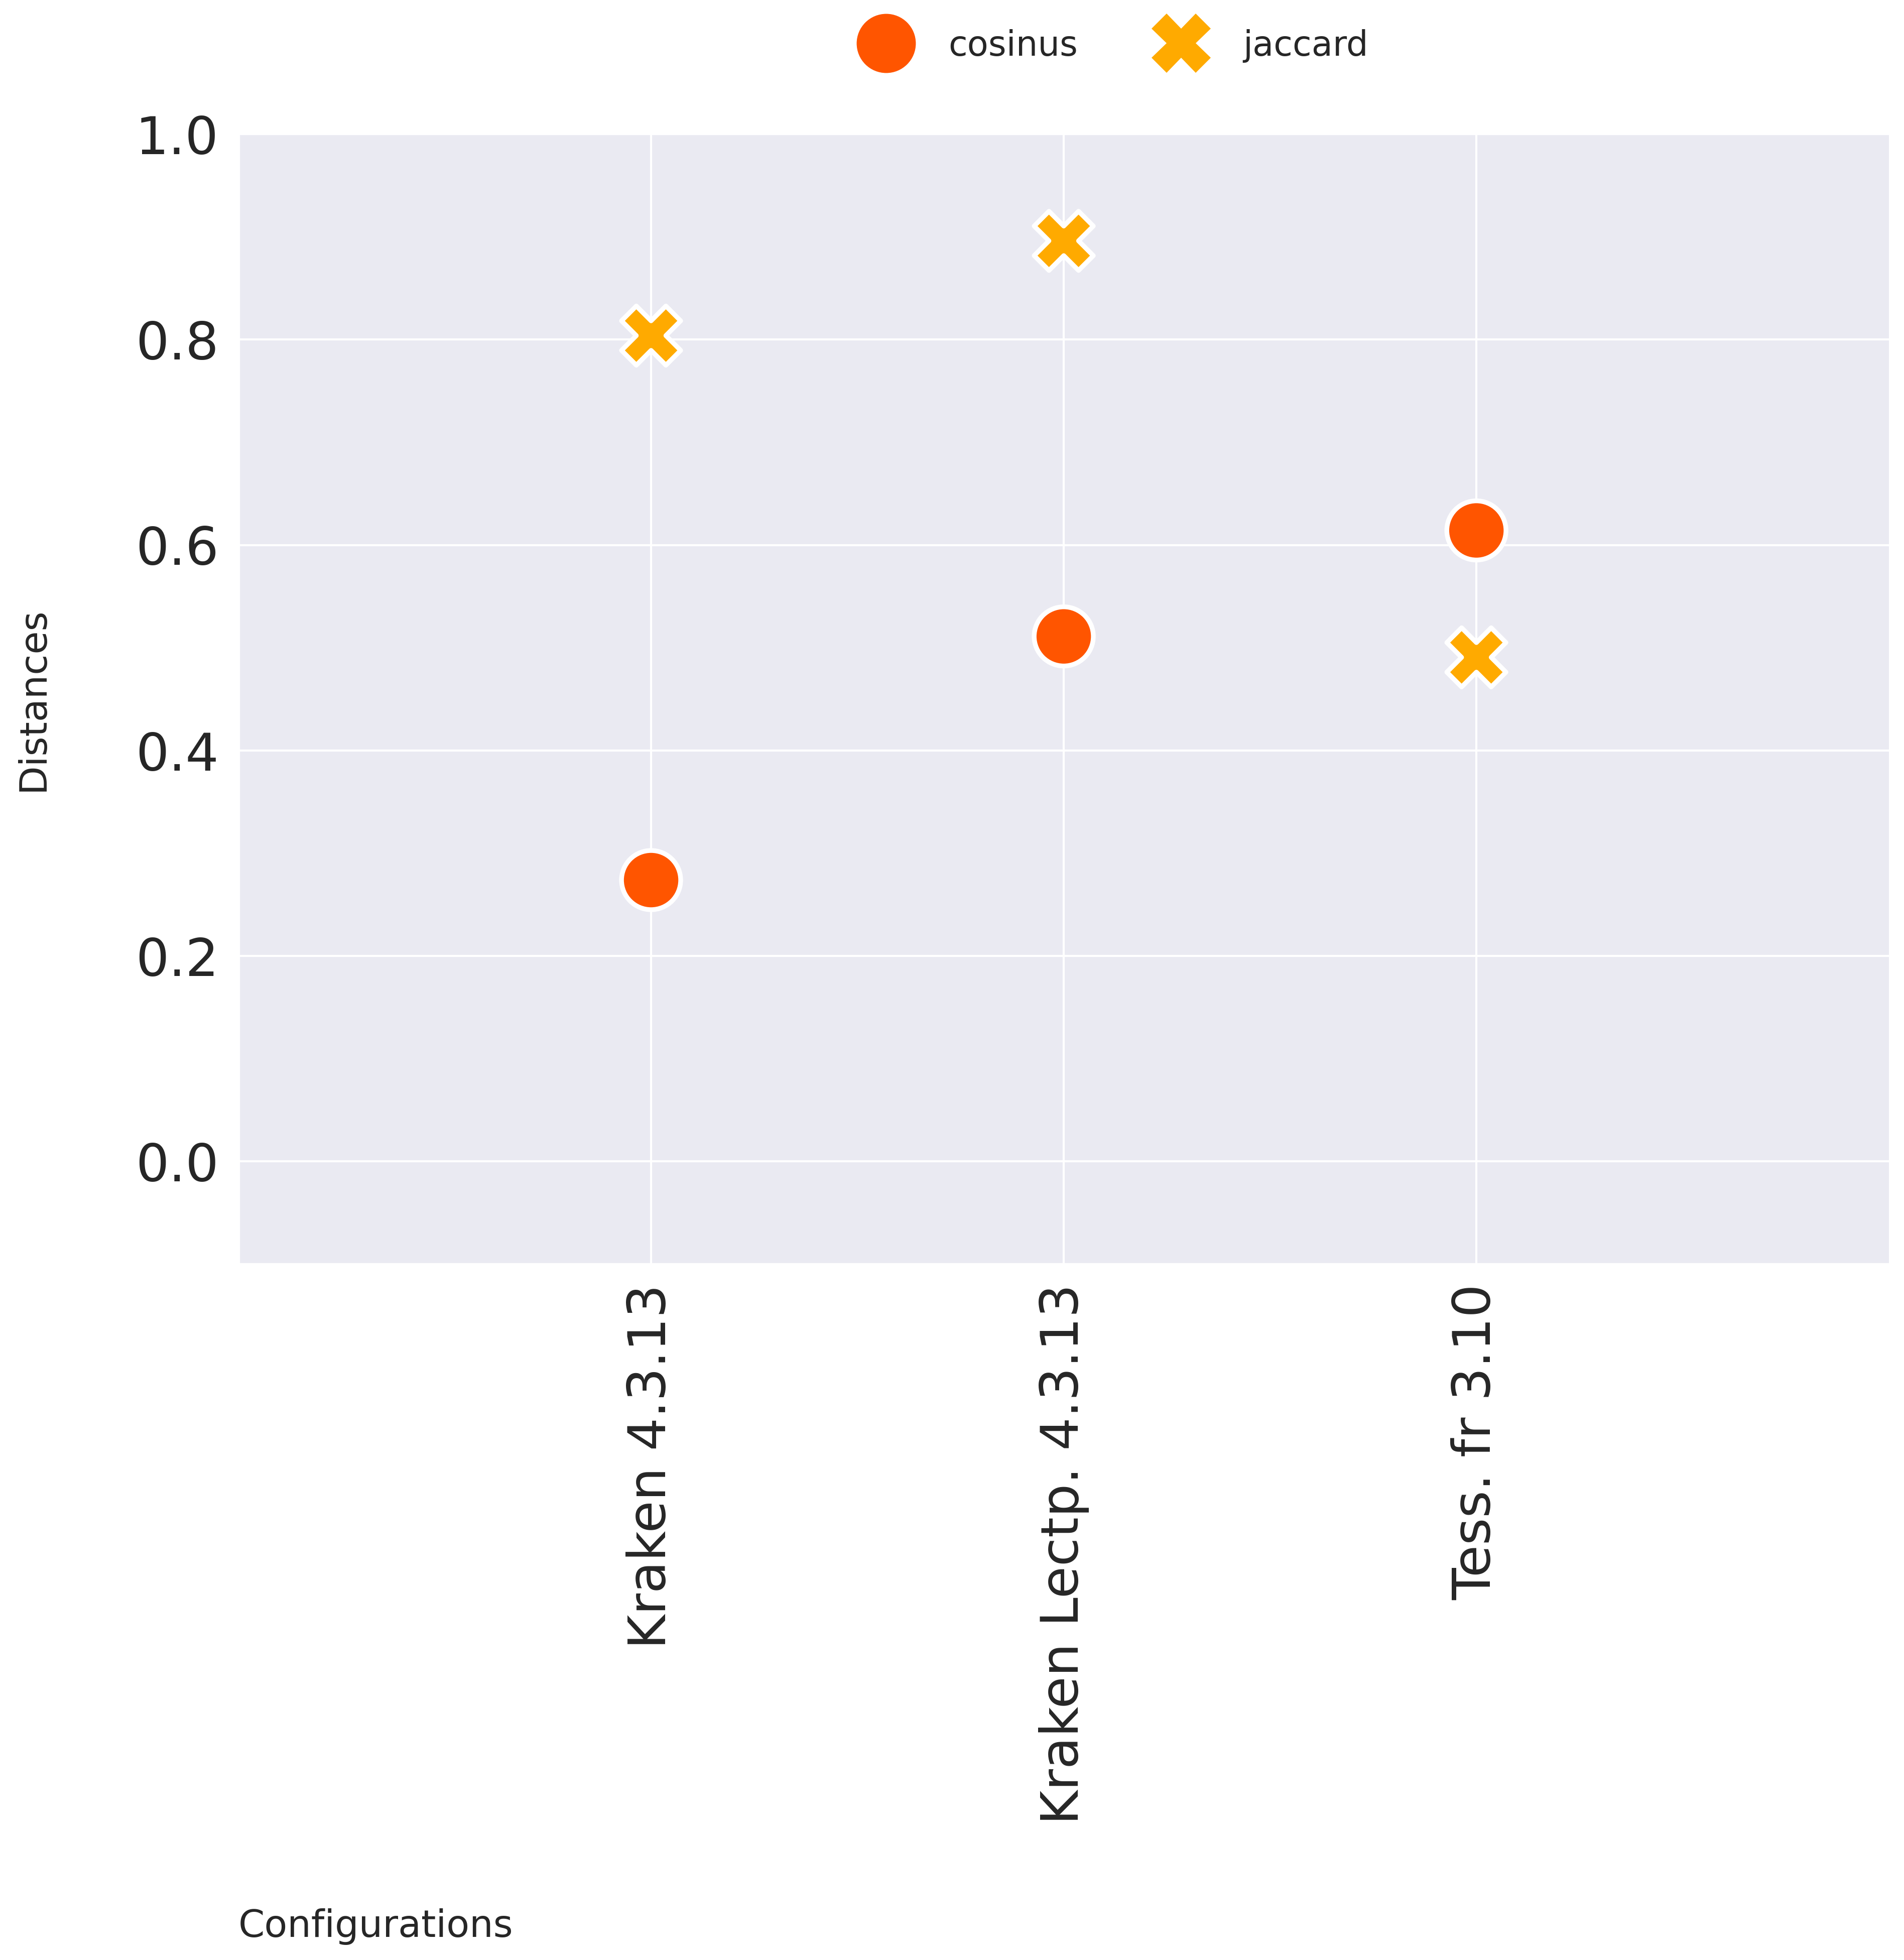 cosinus jaccard
1.0
0.8
0.6
0.4
0.2
0.0
Distances
Kraken 4.3.13
Kraken Lectp. 4.3.13
Tess. fr 3.10
Configurations